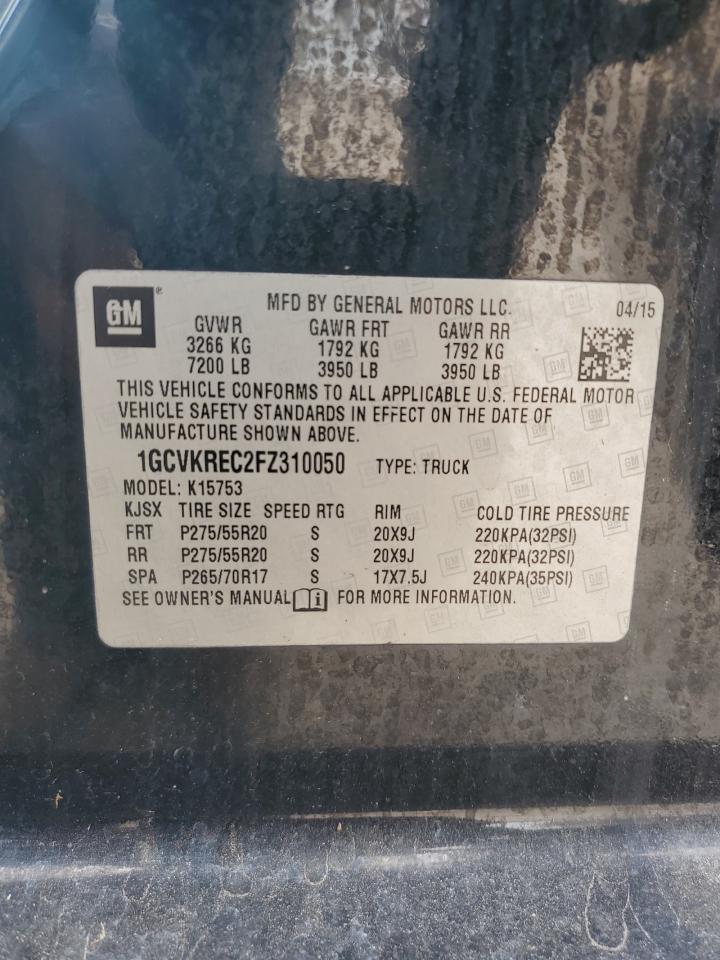 GM ® MFD BY GENERAL MOTORS LLC. 04/15
GVWR GAWR FRT GAWR RR
3266 KG 1792 KG 1792 KG
7200 LB 3950 LB 3950 LB
THIS VEHICLE CONFORMS TO ALL APPLICABLE U.S. FEDERAL MOTOR
VEHICLE SAFETY STANDARDS IN EFFECT ON THE DATE OF
MANUFACTURE SHOWN ABOVE.
1GCVKREC2FZ310050 TYPE: TRUCK
MODEL: K15753
KJSX TIRE SIZE SPEED RTG RIM COLD TIRE PRESSURE
FRT P275/55R20 S 20X9J 220KPA(32PSI)
RR P275/55R20 S 20X9J 220KPA(32PSI)
SPA P265/70R17 S 17X7.5J 240KPA(35PSI)
SEE OWNER'S MANUAL FOR MORE INFORMATION.